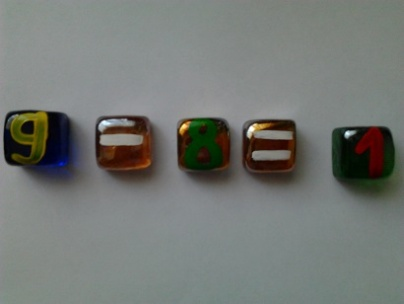 9 - 8 = 1